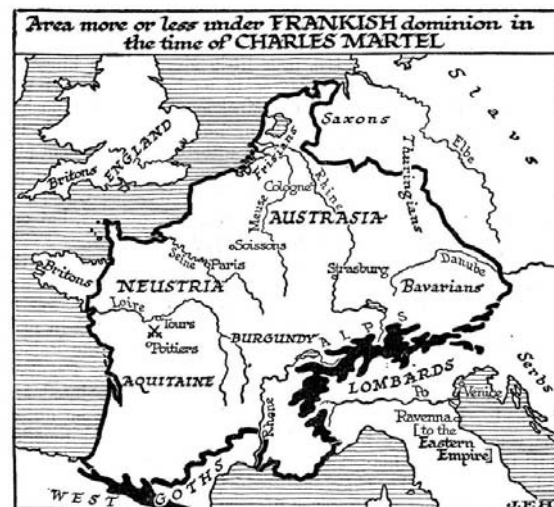 Area more or less under FRANKISH dominion in
the time of CHARLES MARTEL
Slavs
Saxons
Elbe
ENGLAND
Britons
Frisians
Thuringians
Cologne
Rhine
Meuse
AUSTRASIA
Soissons
Seine
Paris
Britons
Strasburg
Danube
NEUSTRIA
Bavarians
Loire
Tours
Poitiers
BURGUNDY
ALPS
AQUITAINE
LOMBARDS
Serbs
Po
Venice
Rhone
Ravenna
[to the
Eastern
Empire]
WEST GOTHS
J.F.H.